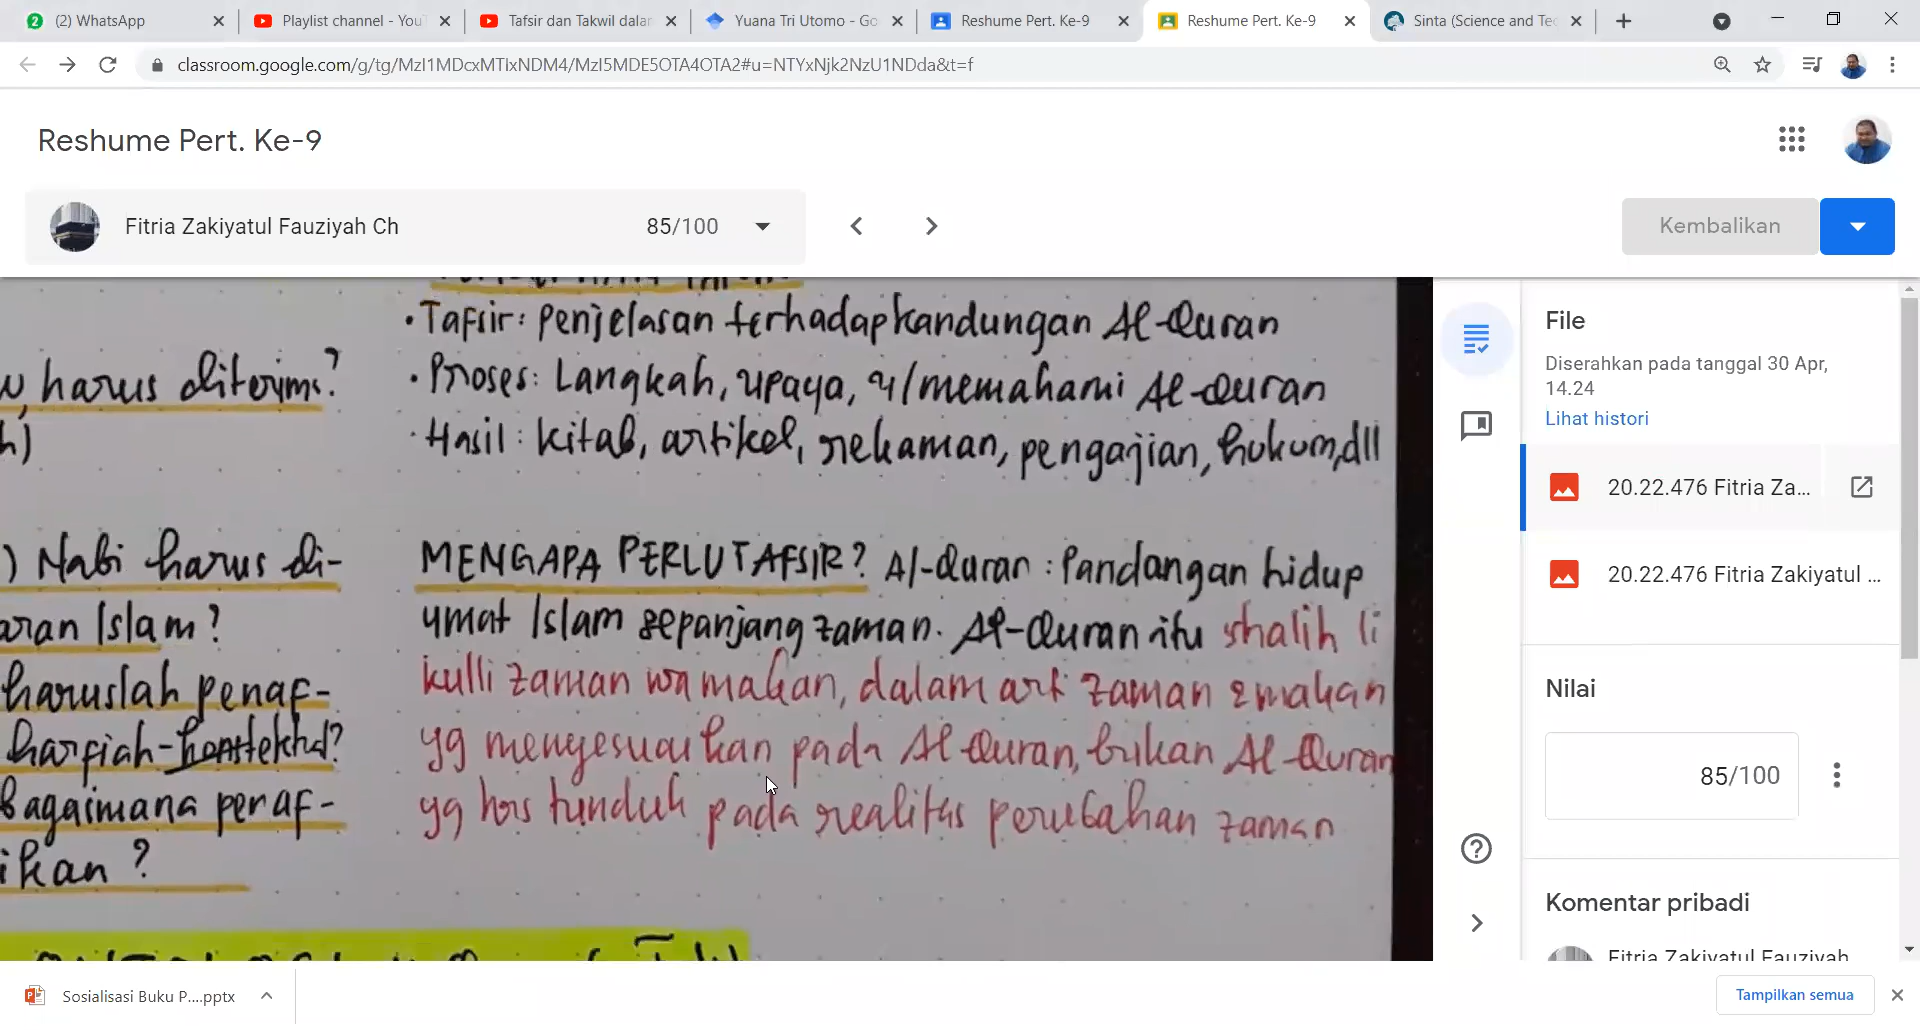 (2) WhatsApp
Playlist channel - YouT
Tafsir dan Takwil dalar
Yuana Tri Utomo - Go
Reshume Pert. Ke-9
Reshume Pert. Ke-9
Sinta (Science and Tec
classroom.google.com/g/tg/MzI1MDcxMTIxNDM4/MzI5MDE5OTA4OTA2#u=NTYxNjk2NzU1NDda&t=f
Reshume Pert. Ke-9
Fitria Zakiyatul Fauziyah Ch
85/100
Kembalikan
harus diterima?
h)
) Nabi harus di-
aran Islam?
haruslah penaf-
harfiah-kontekstual?
Bagaimana penaf-
ikan?
• Tafsir: Penjelasan terhadap kandungan Al-Quran
• Proses: Langkah, upaya, u/memahami Al-Quran
• Hasil: kitab, artikel, rekaman, pengajian, hukum, dll
MENGAPA PERLU TAFSIR? Al-Quran: Pandangan hidup
umat Islam sepanjang zaman. Al-Quran itu shalih li
kulli zaman wa makan, dalam arti zaman & makan
yg menyesuaikan pada Al-Quran, bukan Al-Quran
yg hrs tunduk pada realitas perubahan zaman
File
Diserahkan pada tanggal 30 Apr,
14.24
Lihat histori
20.22.476 Fitria Za...
20.22.476 Fitria Zakiyatul ...
Nilai
85/100
Komentar pribadi
Fitria Zakiyatul Fauziyah
Sosialisasi Buku P....pptx
Tampilkan semua